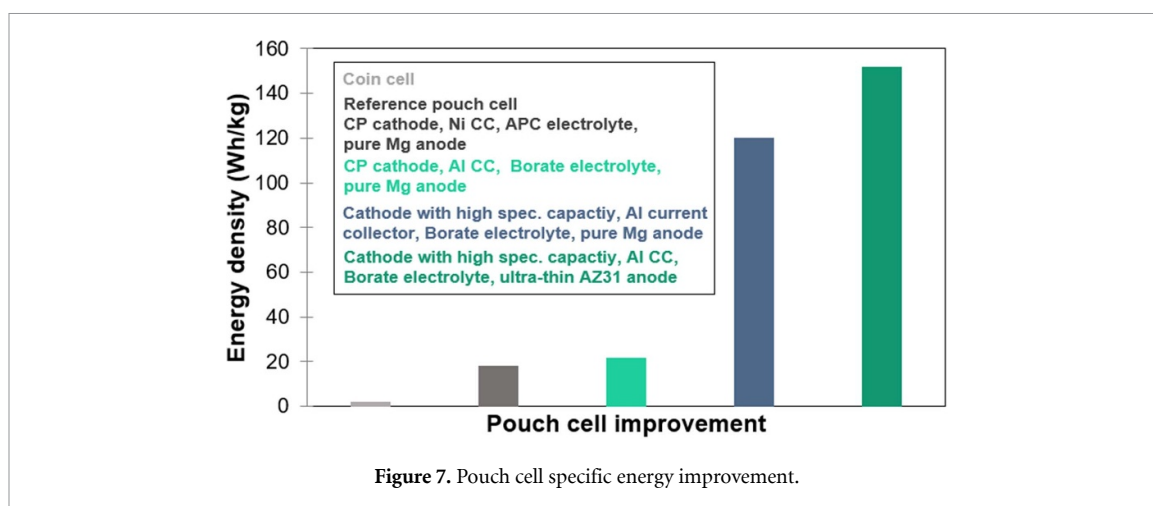 160
140
120
100
80
60
40
20
0
Energy density (Wh/kg)
Coin cell
Reference pouch cell
CP cathode, Ni CC, APC electrolyte,
pure Mg anode
CP cathode, Al CC, Borate electrolyte,
pure Mg anode
Cathode with high spec. capactiy, Al current
collector, Borate electrolyte, pure Mg anode
Cathode with high spec. capactiy, Al CC,
Borate electrolyte, ultra-thin AZ31 anode
Pouch cell improvement
Figure 7. Pouch cell specific energy improvement.